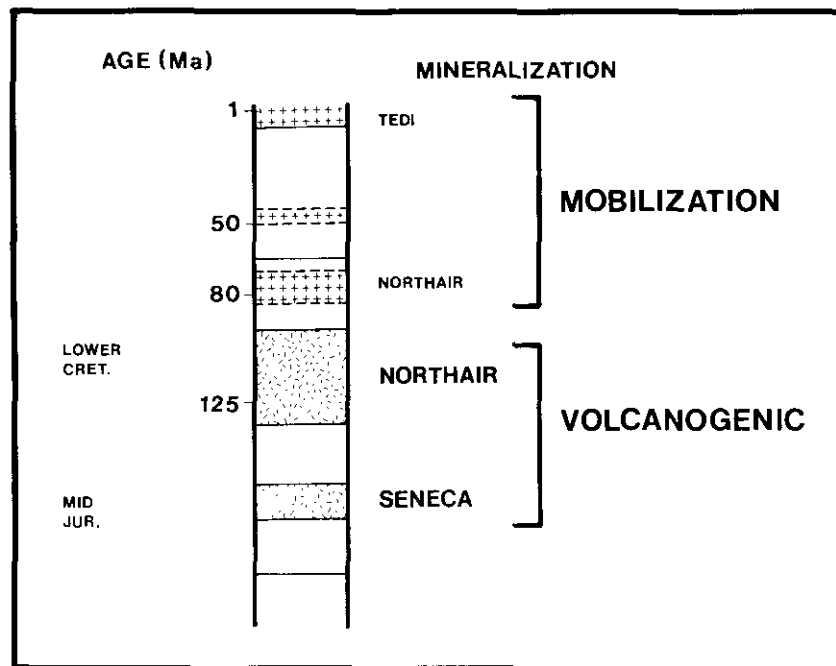 AGE (Ma)
MINERALIZATION
1
TEDI
MOBILIZATION
50
80
NORTHAIR
LOWER
CRET.
NORTHAIR
125
VOLCANOGENIC
MID
JUR.
SENECA